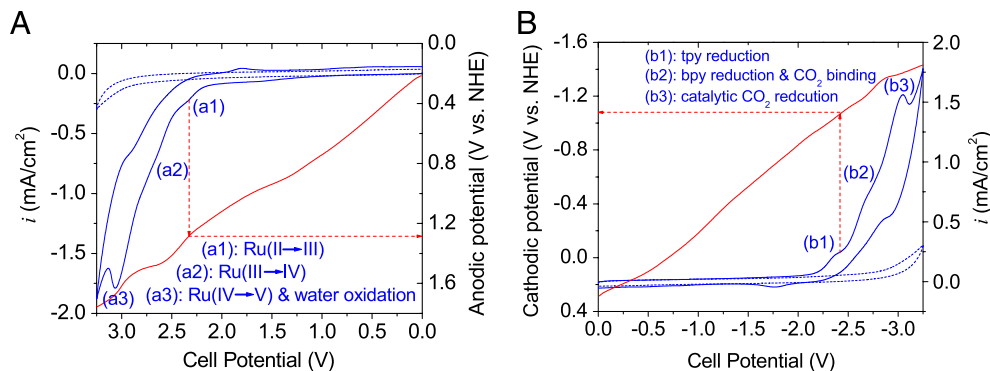 A
B
0.0
-0.5
-1.0
-1.5
-2.0
i (mA/cm²)
3.0 2.5 2.0 1.5 1.0 0.5 0.0
Cell Potential (V)
0.0
0.4
0.8
1.2
1.6
Anodic potential (V vs. NHE)
(a1)
(a2)
(a3)
(a1): Ru(II→III)
(a2): Ru(III→IV)
(a3): Ru(IV→V) & water oxidation
-1.6
-1.2
-0.8
-0.4
0.0
0.4
Cathodic potential (V vs. NHE)
0.0 -0.5 -1.0 -1.5 -2.0 -2.5 -3.0
Cell Potential (V)
2.0
1.5
1.0
0.5
0.0
i (mA/cm²)
(b1): tpy reduction
(b2): bpy reduction & CO₂ binding
(b3): catalytic CO₂ redcution
(b3)
(b2)
(b1)